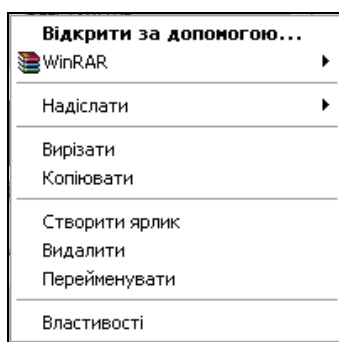 Відкрити за допомогою...
WinRAR
Надіслати
Вирізати
Копіювати
Створити ярлик
Видалити
Перейменувати
Властивості